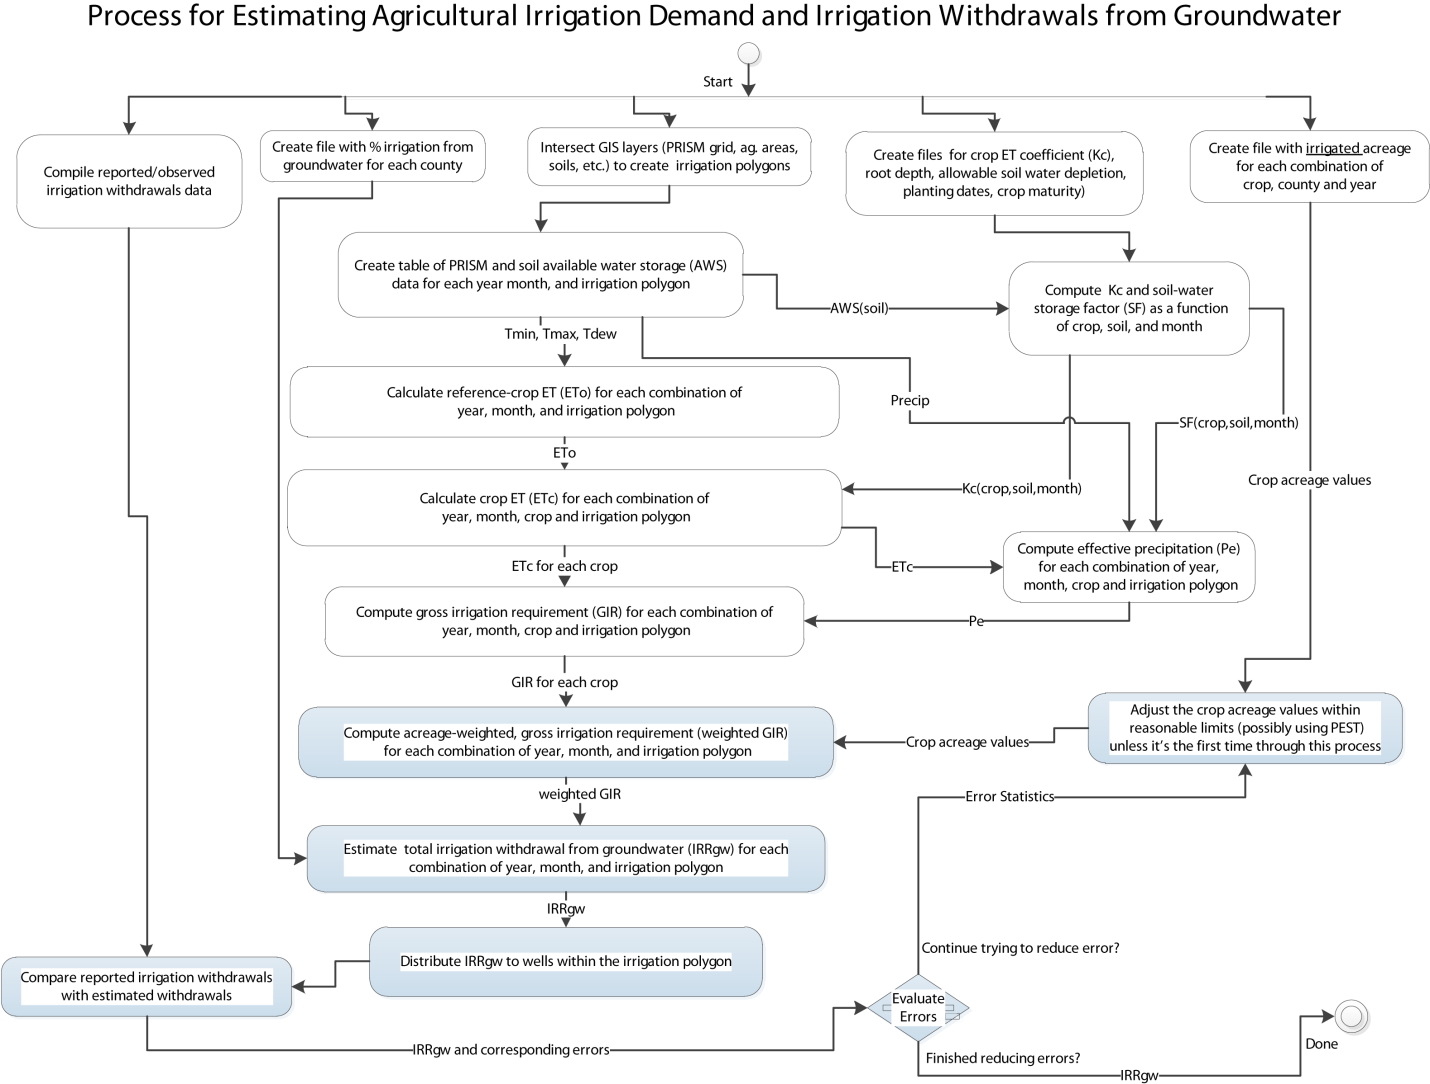 Process for Estimating Agricultural Irrigation Demand and Irrigation Withdrawals from Groundwater
Start
Compile reported/observed
irrigation withdrawals data
Create file with % irrigation from
groundwater for each county
Intersect GIS layers (PRISM grid, ag. areas,
soils, etc.) to create irrigation polygons
Create files for crop ET coefficient (Kc),
root depth, allowable soil water depletion,
planting dates, crop maturity)
Create file with irrigated acreage
for each combination of
crop, county and year
Create table of PRISM and soil available water storage (AWS)
data for each year month, and irrigation polygon
AWS(soil)
Compute Kc and soil-water
storage factor (SF) as a function
of crop, soil, and month
Tmin, Tmax, Tdew
Calculate reference-crop ET (ETo) for each combination of
year, month, and irrigation polygon
Precip
SF(crop,soil,month)
ETo
Calculate crop ET (ETc) for each combination of
year, month, crop and irrigation polygon
Kc(crop,soil,month)
Crop acreage values
ETc for each crop
ETc
Compute effective precipitation (Pe)
for each combination of year,
month, crop and irrigation polygon
Compute gross irrigation requirement (GIR) for each combination of
year, month, crop and irrigation polygon
Pe
GIR for each crop
Compute acreage-weighted, gross irrigation requirement (weighted GIR)
for each combination of year, month, and irrigation polygon
Crop acreage values
Adjust the crop acreage values within
reasonable limits (possibly using PEST)
unless it's the first time through this process
weighted GIR
Error Statistics
Estimate total irrigation withdrawal from groundwater (IRRgw) for each
combination of year, month, and irrigation polygon
IRRgw
Distribute IRRgw to wells within the irrigation polygon
Continue trying to reduce error?
Compare reported irrigation withdrawals
with estimated withdrawals
Evaluate
Errors
IRRgw and corresponding errors
Finished reducing errors?
IRRgw
Done